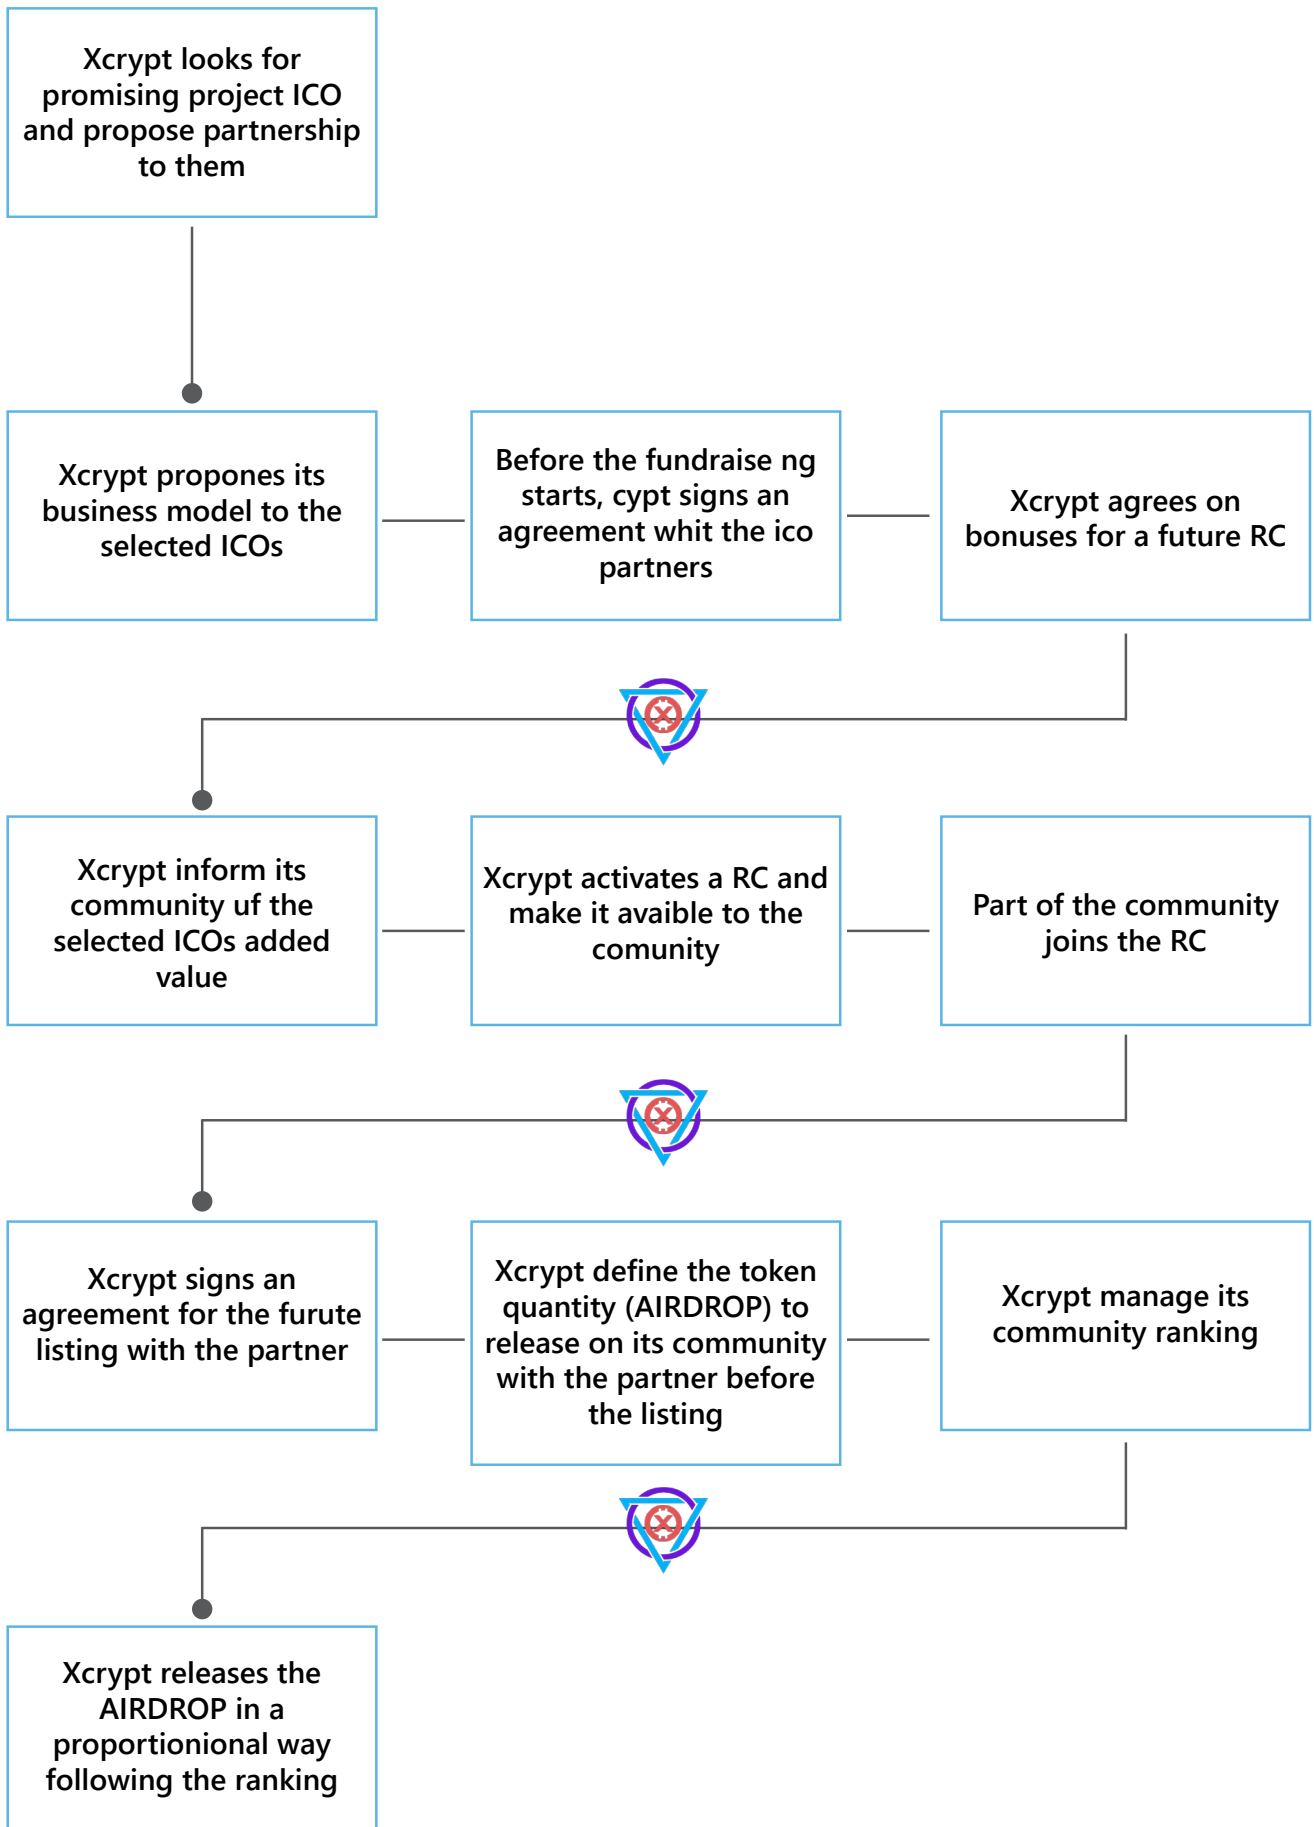 Xcrypt looks for
promising project ICO
and propose partnership
to them
Xcrypt propones its
business model to the
selected ICOs
Before the fundraise ng
starts, cypt signs an
agreement whit the ico
partners
Xcrypt agrees on
bonuses for a future RC
Xcrypt inform its
community uf the
selected ICOs added
value
Xcrypt activates a RC and
make it avaible to the
comunity
Part of the community
joins the RC
Xcrypt signs an
agreement for the furute
listing with the partner
Xcrypt define the token
quantity (AIRDROP) to
release on its community
with the partner before
the listing
Xcrypt manage its
community ranking
Xcrypt releases the
AIRDROP in a
proportionional way
following the ranking